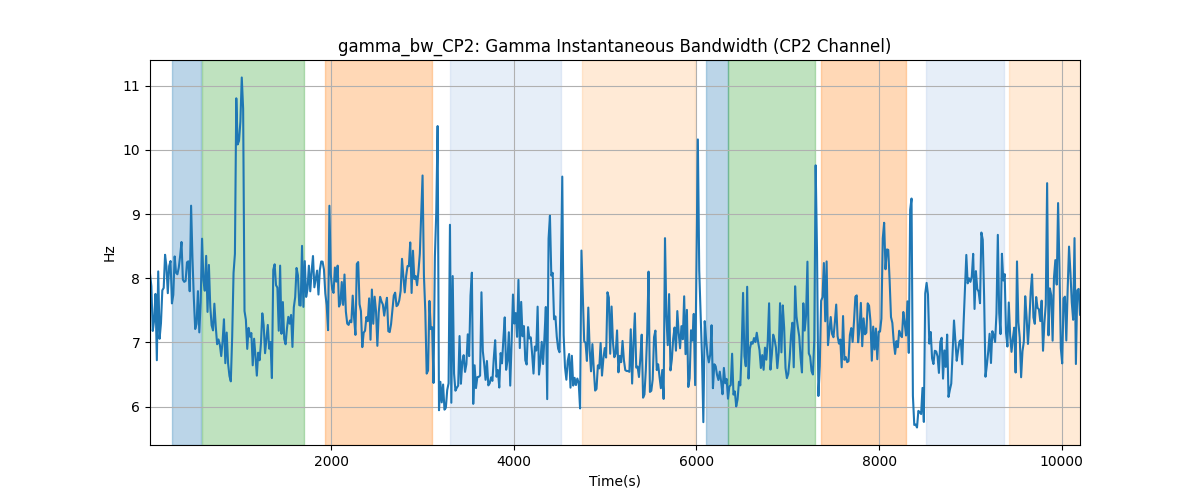 gamma_bw_CP2: Gamma Instantaneous Bandwidth (CP2 Channel)
11
10
9
8
7
6
Hz
2000 4000 6000 8000 10000
Time(s)